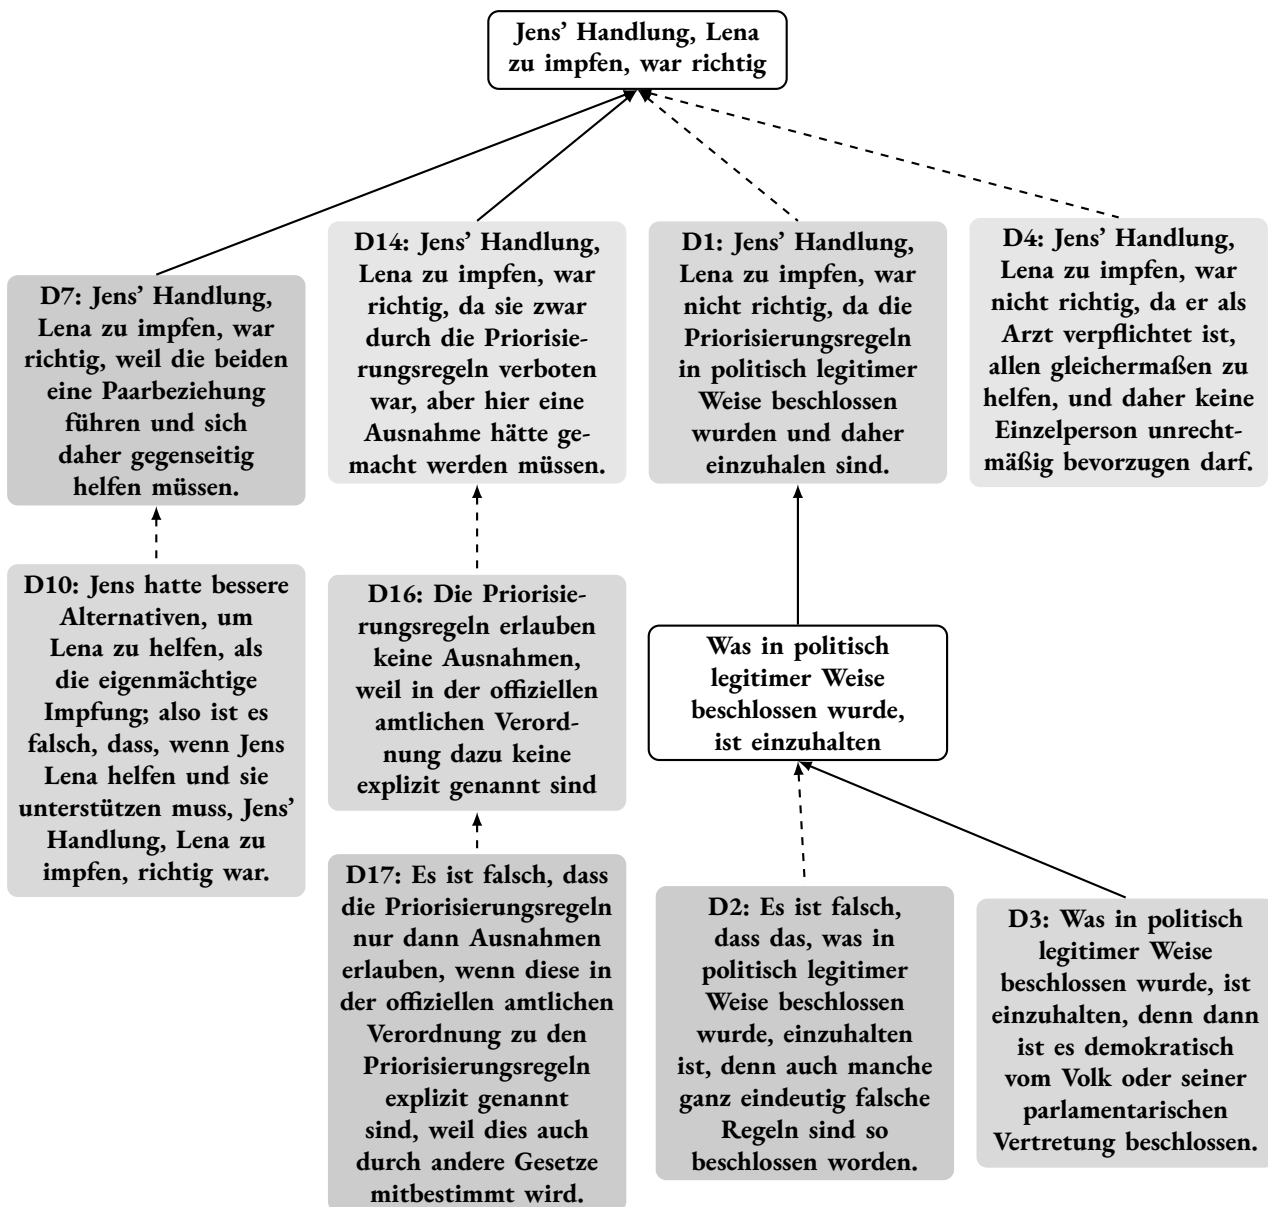 Jens’ Handlung, Lena
zu impfen, war richtig
D7: Jens’ Handlung,
Lena zu impfen, war
richtig, weil die beiden
eine Paarbeziehung
führen und sich
daher gegenseitig
helfen müssen.
D14: Jens’ Handlung,
Lena zu impfen, war
richtig, da sie zwar
durch die Priorisie-
rungsregeln verboten
war, aber hier eine
Ausnahme hätte ge-
macht werden müssen.
D1: Jens’ Handlung,
Lena zu impfen, war
nicht richtig, da die
Priorisierungsregeln
in politisch legitimer
Weise beschlossen
wurden und daher
einzuhalen sind.
D4: Jens’ Handlung,
Lena zu impfen, war
nicht richtig, da er als
Arzt verpflichtet ist,
allen gleichermaßen zu
helfen, und daher keine
Einzelperson unrecht-
mäßig bevorzugen darf.
D10: Jens hatte bessere
Alternativen, um
Lena zu helfen, als
die eigenmächtige
Impfung; also ist es
falsch, dass, wenn Jens
Lena helfen und sie
unterstützen muss, Jens’
Handlung, Lena zu
impfen, richtig war.
D16: Die Priorisie-
rungsregeln erlauben
keine Ausnahmen,
weil in der offiziellen
amtlichen Verord-
nung dazu keine
explizit genannt sind
Was in politisch
legitimer Weise
beschlossen wurde,
ist einzuhalten
D17: Es ist falsch, dass
die Priorisierungsregeln
nur dann Ausnahmen
erlauben, wenn diese in
der offiziellen amtlichen
Verordnung zu den
Priorisierungsregeln
explizit genannt
sind, weil dies auch
durch andere Gesetze
mitbestimmt wird.
D2: Es ist falsch,
dass das, was in
politisch legitimer
Weise beschlossen
wurde, einzuhalten
ist, denn auch manche
ganz eindeutig falsche
Regeln sind so
beschlossen worden.
D3: Was in politisch
legitimer Weise
beschlossen wurde, ist
einzuhalten, denn dann
ist es demokratisch
vom Volk oder seiner
parlamentarischen
Vertretung beschlossen.